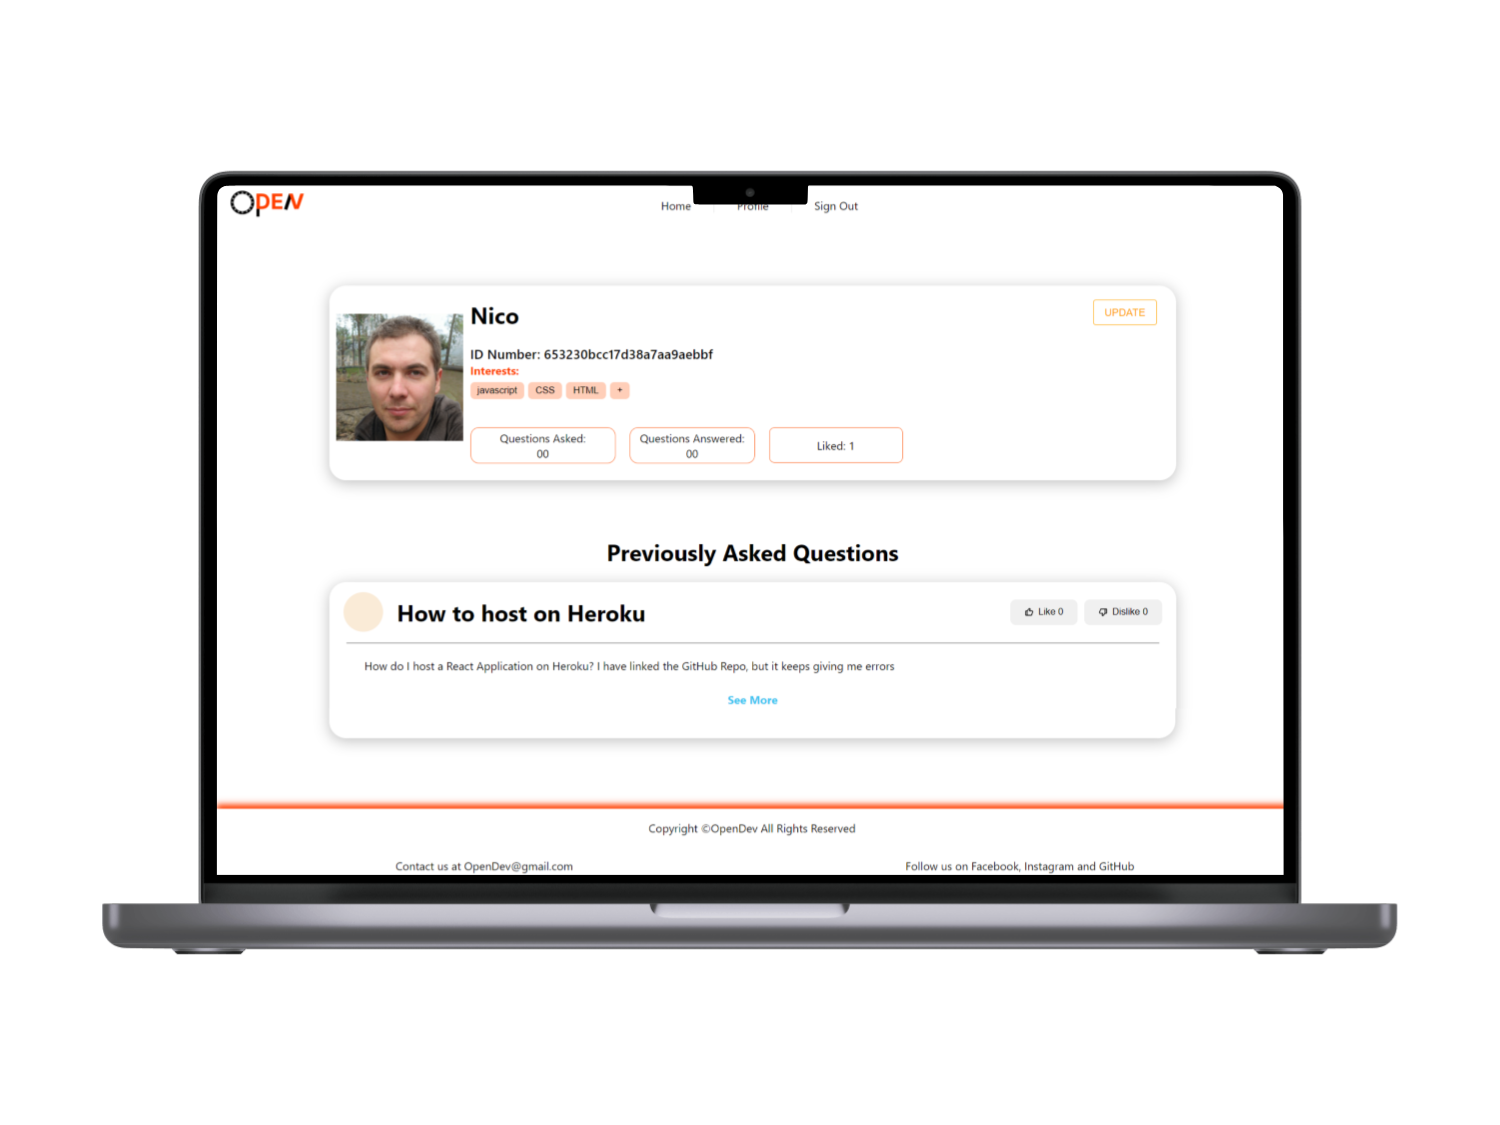 OPEN
Home Profile Sign Out
Nico
UPDATE
ID Number: 653230bcc17d38a7aa9aebbf
Interests:
javascript CSS HTML +
Questions Asked:
00
Questions Answered:
00
Liked: 1
Previously Asked Questions
How to host on Heroku
Like 0 Dislike 0
How do I host a React Application on Heroku? I have linked the GitHub Repo, but it keeps giving me errors
See More
Copyright ©OpenDev All Rights Reserved
Contact us at OpenDev@gmail.com
Follow us on Facebook, Instagram and GitHub